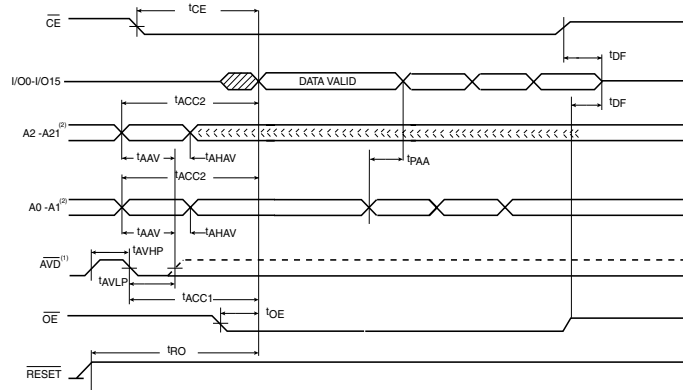 tCE
CE
tDF
I/O0-I/O15
DATA VALID
tACC2
tDF
A2 -A21(2)
tAAV
tAHAV
tPAA
tACC2
A0 -A1(2)
tAAV
tAHAV
tAVHP
AVD(1)
tAVLP
tACC1
OE
tOE
tRO
RESET